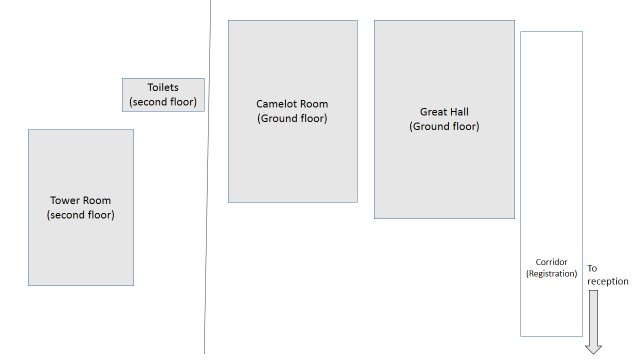 Toilets
(second floor)
Camelot Room
(Ground floor)
Great Hall
(Ground floor)
Tower Room
(second floor)
Corridor
(Registration)
To
reception